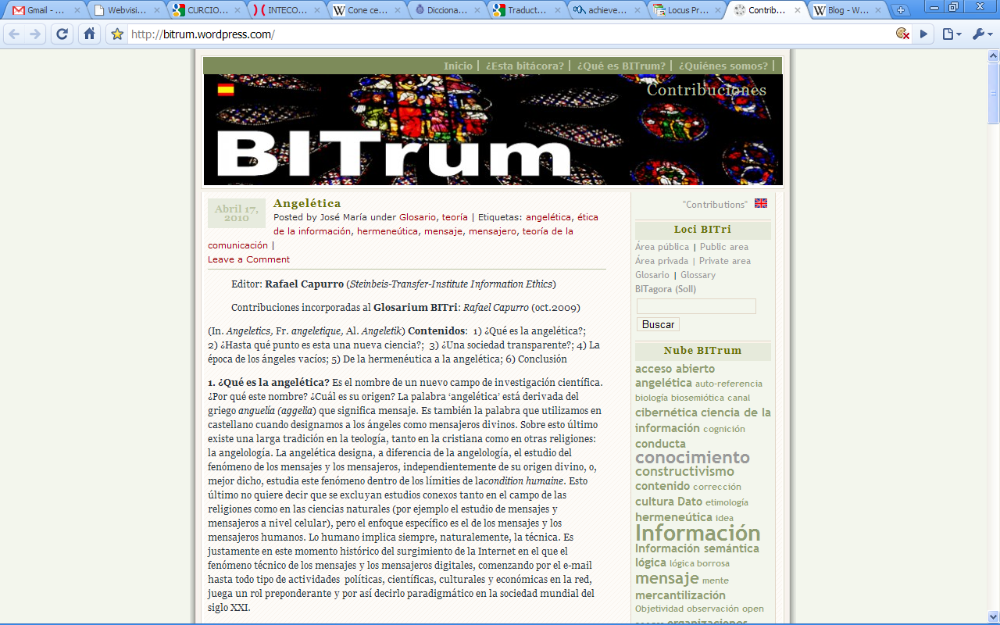 Gmail - ...
Webvisi...
CURCIO...
INTECO...
Cone ce...
Dicciona...
Traduct...
achieve...
Locus Pr...
Contrib...
Blog - W...
http://bitrum.wordpress.com/
Inicio | ¿Esta bitácora? | ¿Qué es BITrum? | ¿Quiénes somos? |
Contribuciones
BITrum
Abril 17,
2010
Angelética
Posted by José María under Glosario, teoría | Etiquetas: angelética, ética
de la información, hermeneútica, mensaje, mensajero, teoría de la
comunicación |
Leave a Comment
Editor: Rafael Capurro (Steinbeis-Transfer-Institute Information Ethics)
Contribuciones incorporadas al Glosarium BITri: Rafael Capurro (oct.2009)
(In. Angeletics, Fr. angeletique, Al. Angeletik) Contenidos: 1) ¿Qué es la angelética?;
2) ¿Hasta qué punto es esta una nueva ciencia?; 3) ¿Una sociedad transparente?; 4) La
época de los ángeles vacíos; 5) De la hermenéutica a la angelética; 6) Conclusión
1. ¿Qué es la angelética? Es el nombre de un nuevo campo de investigación científica.
¿Por qué este nombre? ¿Cuál es su origen? La palabra ‘angelética’ está derivada del
griego anguelía (aggelia) que significa mensaje. Es también la palabra que utilizamos en
castellano cuando designamos a los ángeles como mensajeros divinos. Sobre esto último
existe una larga tradición en la teología, tanto en la cristiana como en otras religiones:
la angelología. La angelética designa, a diferencia de la angelología, el estudio del
fenómeno de los mensajes y los mensajeros, independientemente de su origen divino, o,
mejor dicho, estudia este fenómeno dentro de los límities de lacondition humaine. Esto
último no quiere decir que se excluyan estudios conexos tanto en el campo de las
religiones como en las ciencias naturales (por ejemplo el estudio de mensajes y
mensajeros a nivel celular), pero el enfoque específico es el de los mensajes y los
mensajeros humanos. Lo humano implica siempre, naturalmente, la técnica. Es
justamente en este momento histórico del surgimiento de la Internet en el que el
fenómeno técnico de los mensajes y los mensajeros digitales, comenzando por el e-mail
hasta todo tipo de actividades políticas, científicas, culturales y económicas en la red,
juega un rol preponderante y por así decirlo paradigmático en la sociedad mundial del
siglo XXI.
"Contributions"
Loci BITri
Área pública | Public area
Área privada | Private area
Glosario | Glossary
BITagora (Soll)
Buscar
Nube BITrum
acceso abierto
angelética auto-referencia
biología biosemiótica canal
cibernética ciencia de la
información cognición
conducta
conocimiento
constructivismo
contenido corrección
cultura Dato etimología
hermeneútica idea
Información
Información semántica
lógica lógica borrosa
mensaje mente
mercantilización
Objetividad observación open
access organizaciones